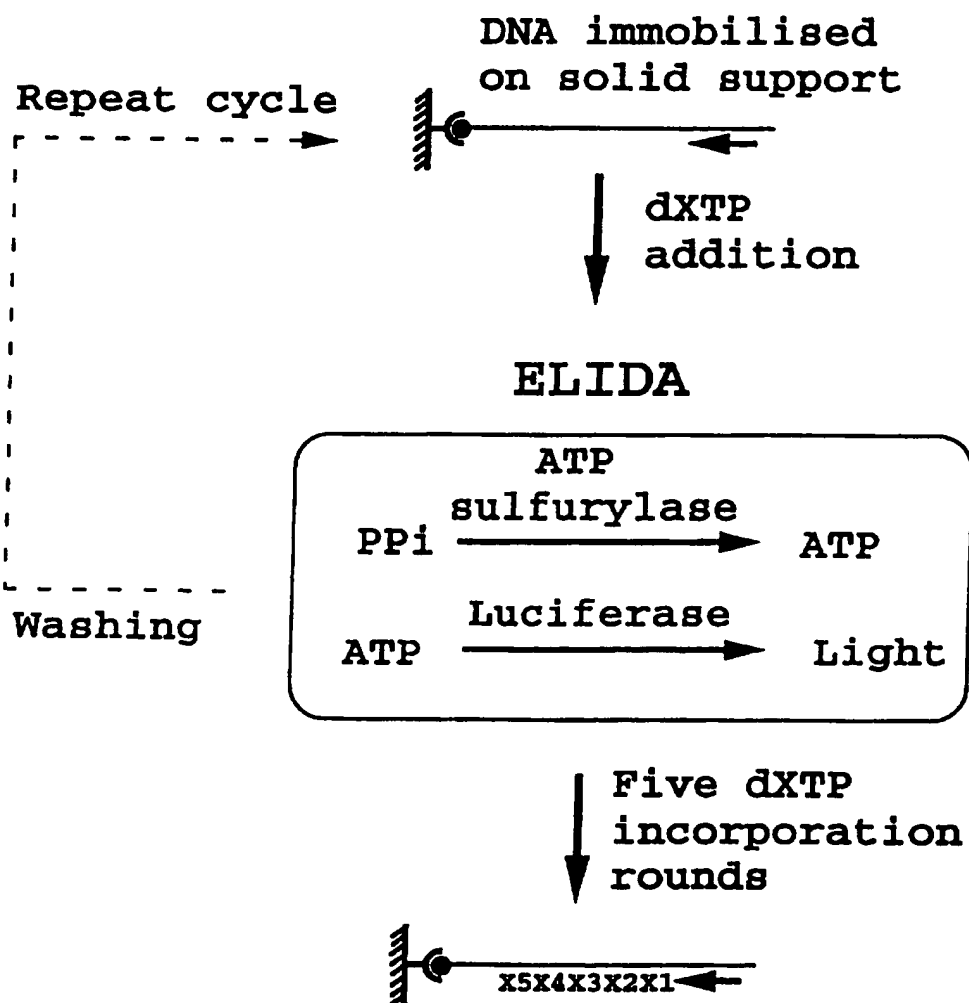 DNA immobilised
on solid support
Repeat cycle
dXTP
addition
ELIDA
ATP
sulfurylase
PPi
ATP
Washing
Luciferase
ATP
Light
Five dXTP
incorporation
rounds
X5X4X3X2X1